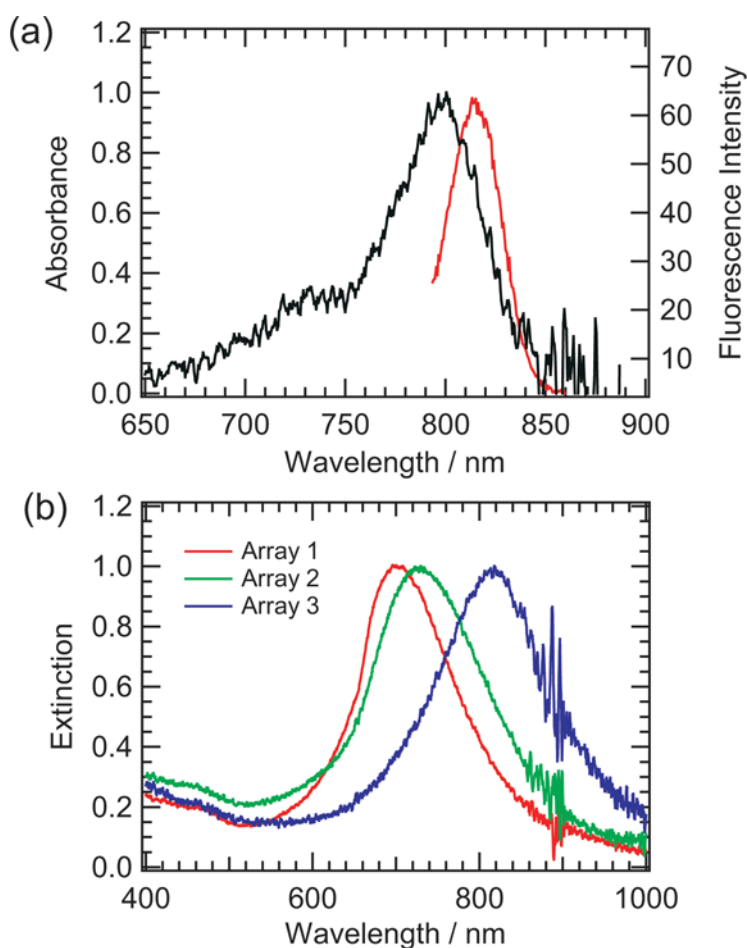 (a)
1.2
1.0
0.8
0.6
0.4
0.2
0.0
Absorbance
70
60
50
40
30
20
10
Fluorescence Intensity
650 700 750 800 850 900
Wavelength / nm
(b)
1.2
1.0
0.8
0.6
0.4
0.2
0.0
Extinction
Array 1
Array 2
Array 3
400 600 800 1000
Wavelength / nm